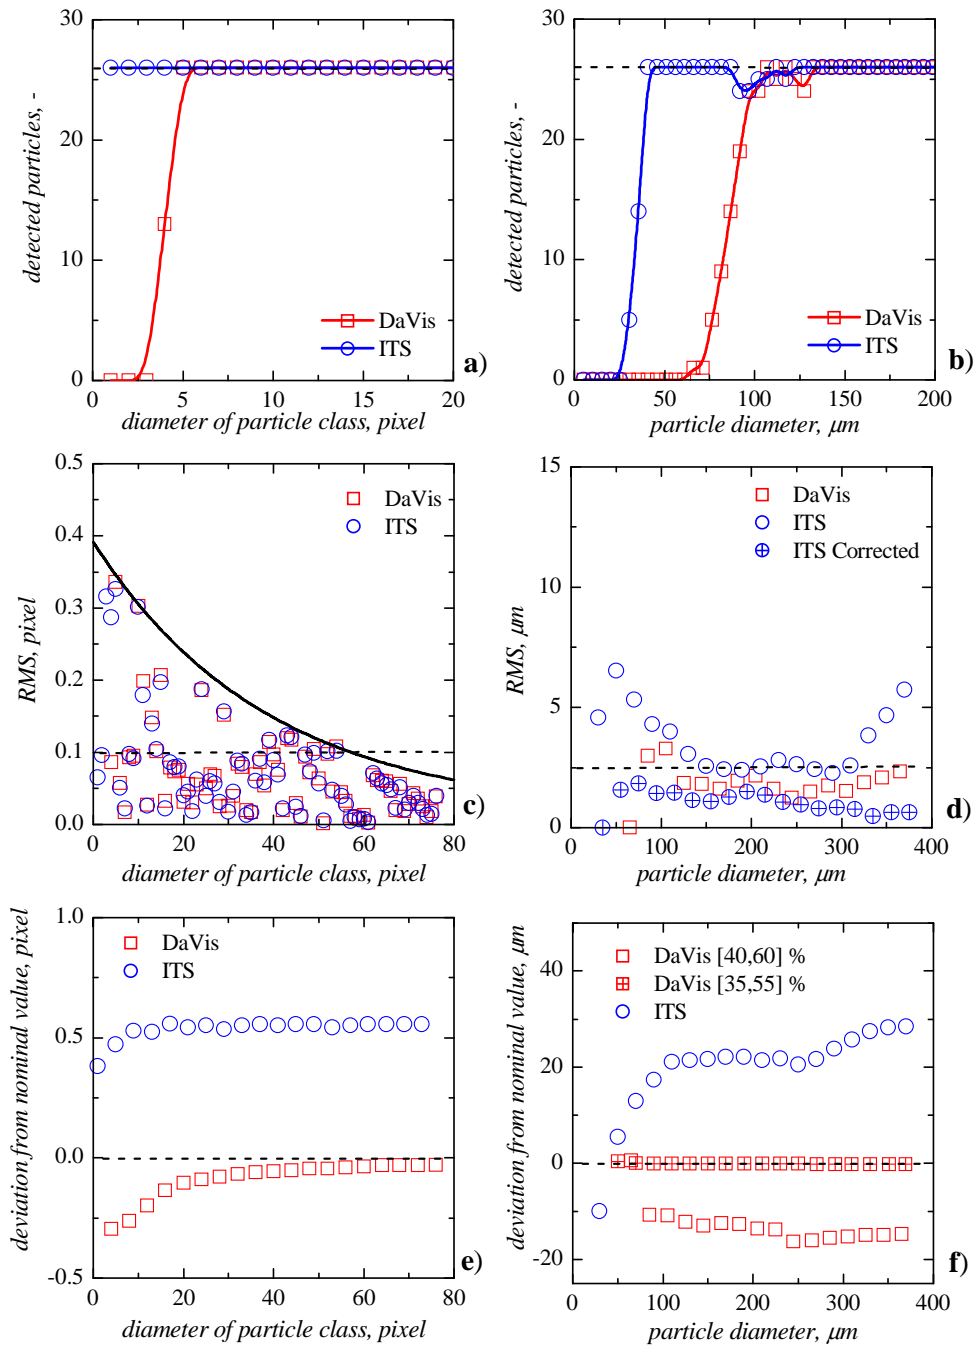 30
20
10
0
detected particles, -
DaVis
ITS
a)
0
5
10
15
20
diameter of particle class, pixel
30
20
10
0
detected particles, -
DaVis
ITS
b)
0
50
100
150
200
particle diameter, μm
0.5
0.4
0.3
0.2
0.1
0.0
RMS, pixel
DaVis
ITS
c)
0
20
40
60
80
diameter of particle class, pixel
15
10
5
0
RMS, μm
DaVis
ITS
ITS Corrected
d)
0
100
200
300
400
particle diameter, μm
1.0
0.5
0.0
-0.5
deviation from nominal value, pixel
DaVis
ITS
e)
0
20
40
60
80
diameter of particle class, pixel
40
20
0
-20
deviation from nominal value, μm
DaVis [40,60] %
DaVis [35,55] %
ITS
f)
0
100
200
300
400
particle diameter, μm